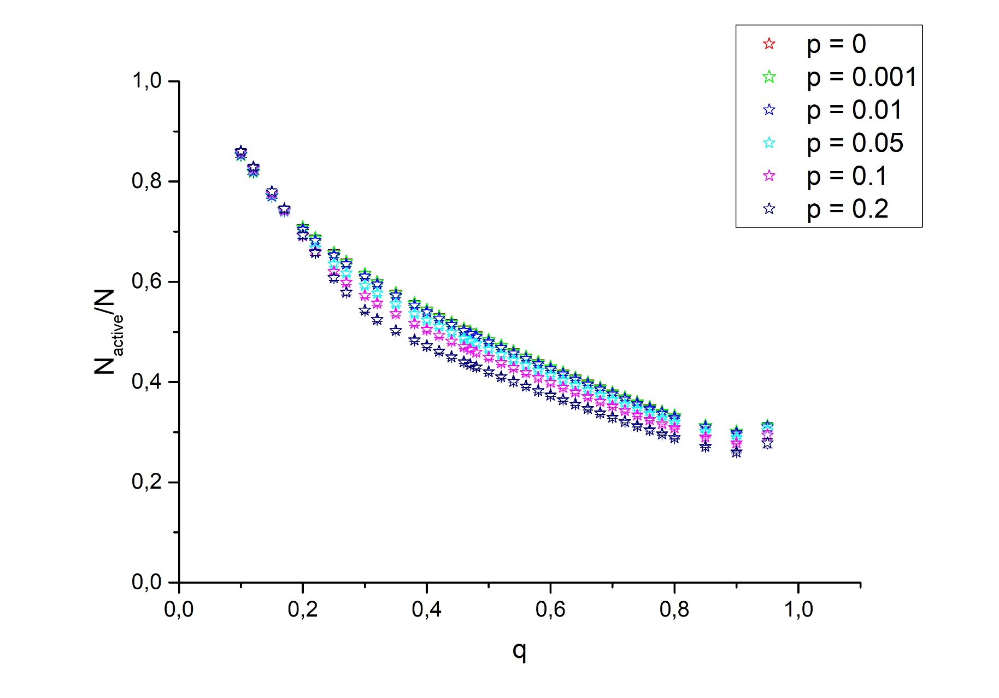 p = 0
p = 0.001
p = 0.01
p = 0.05
p = 0.1
p = 0.2
1,0
0,8
0,6
0,4
0,2
0,0
Nactive/N
0,0 0,2 0,4 0,6 0,8 1,0
q